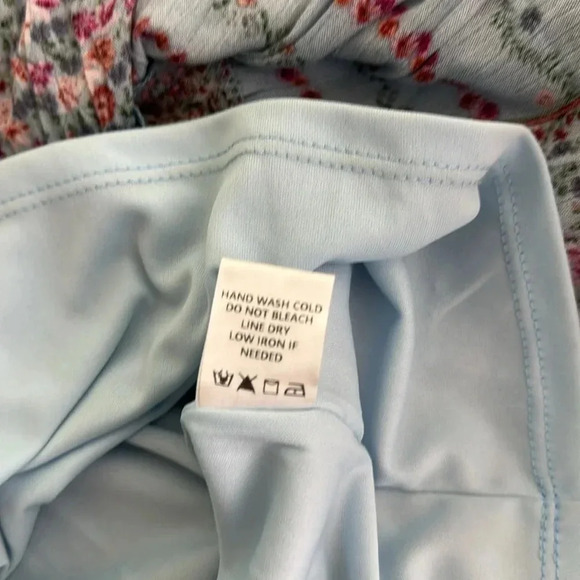 HAND WASH COLD
DO NOT BLEACH
LINE DRY
LOW IRON IF
NEEDED